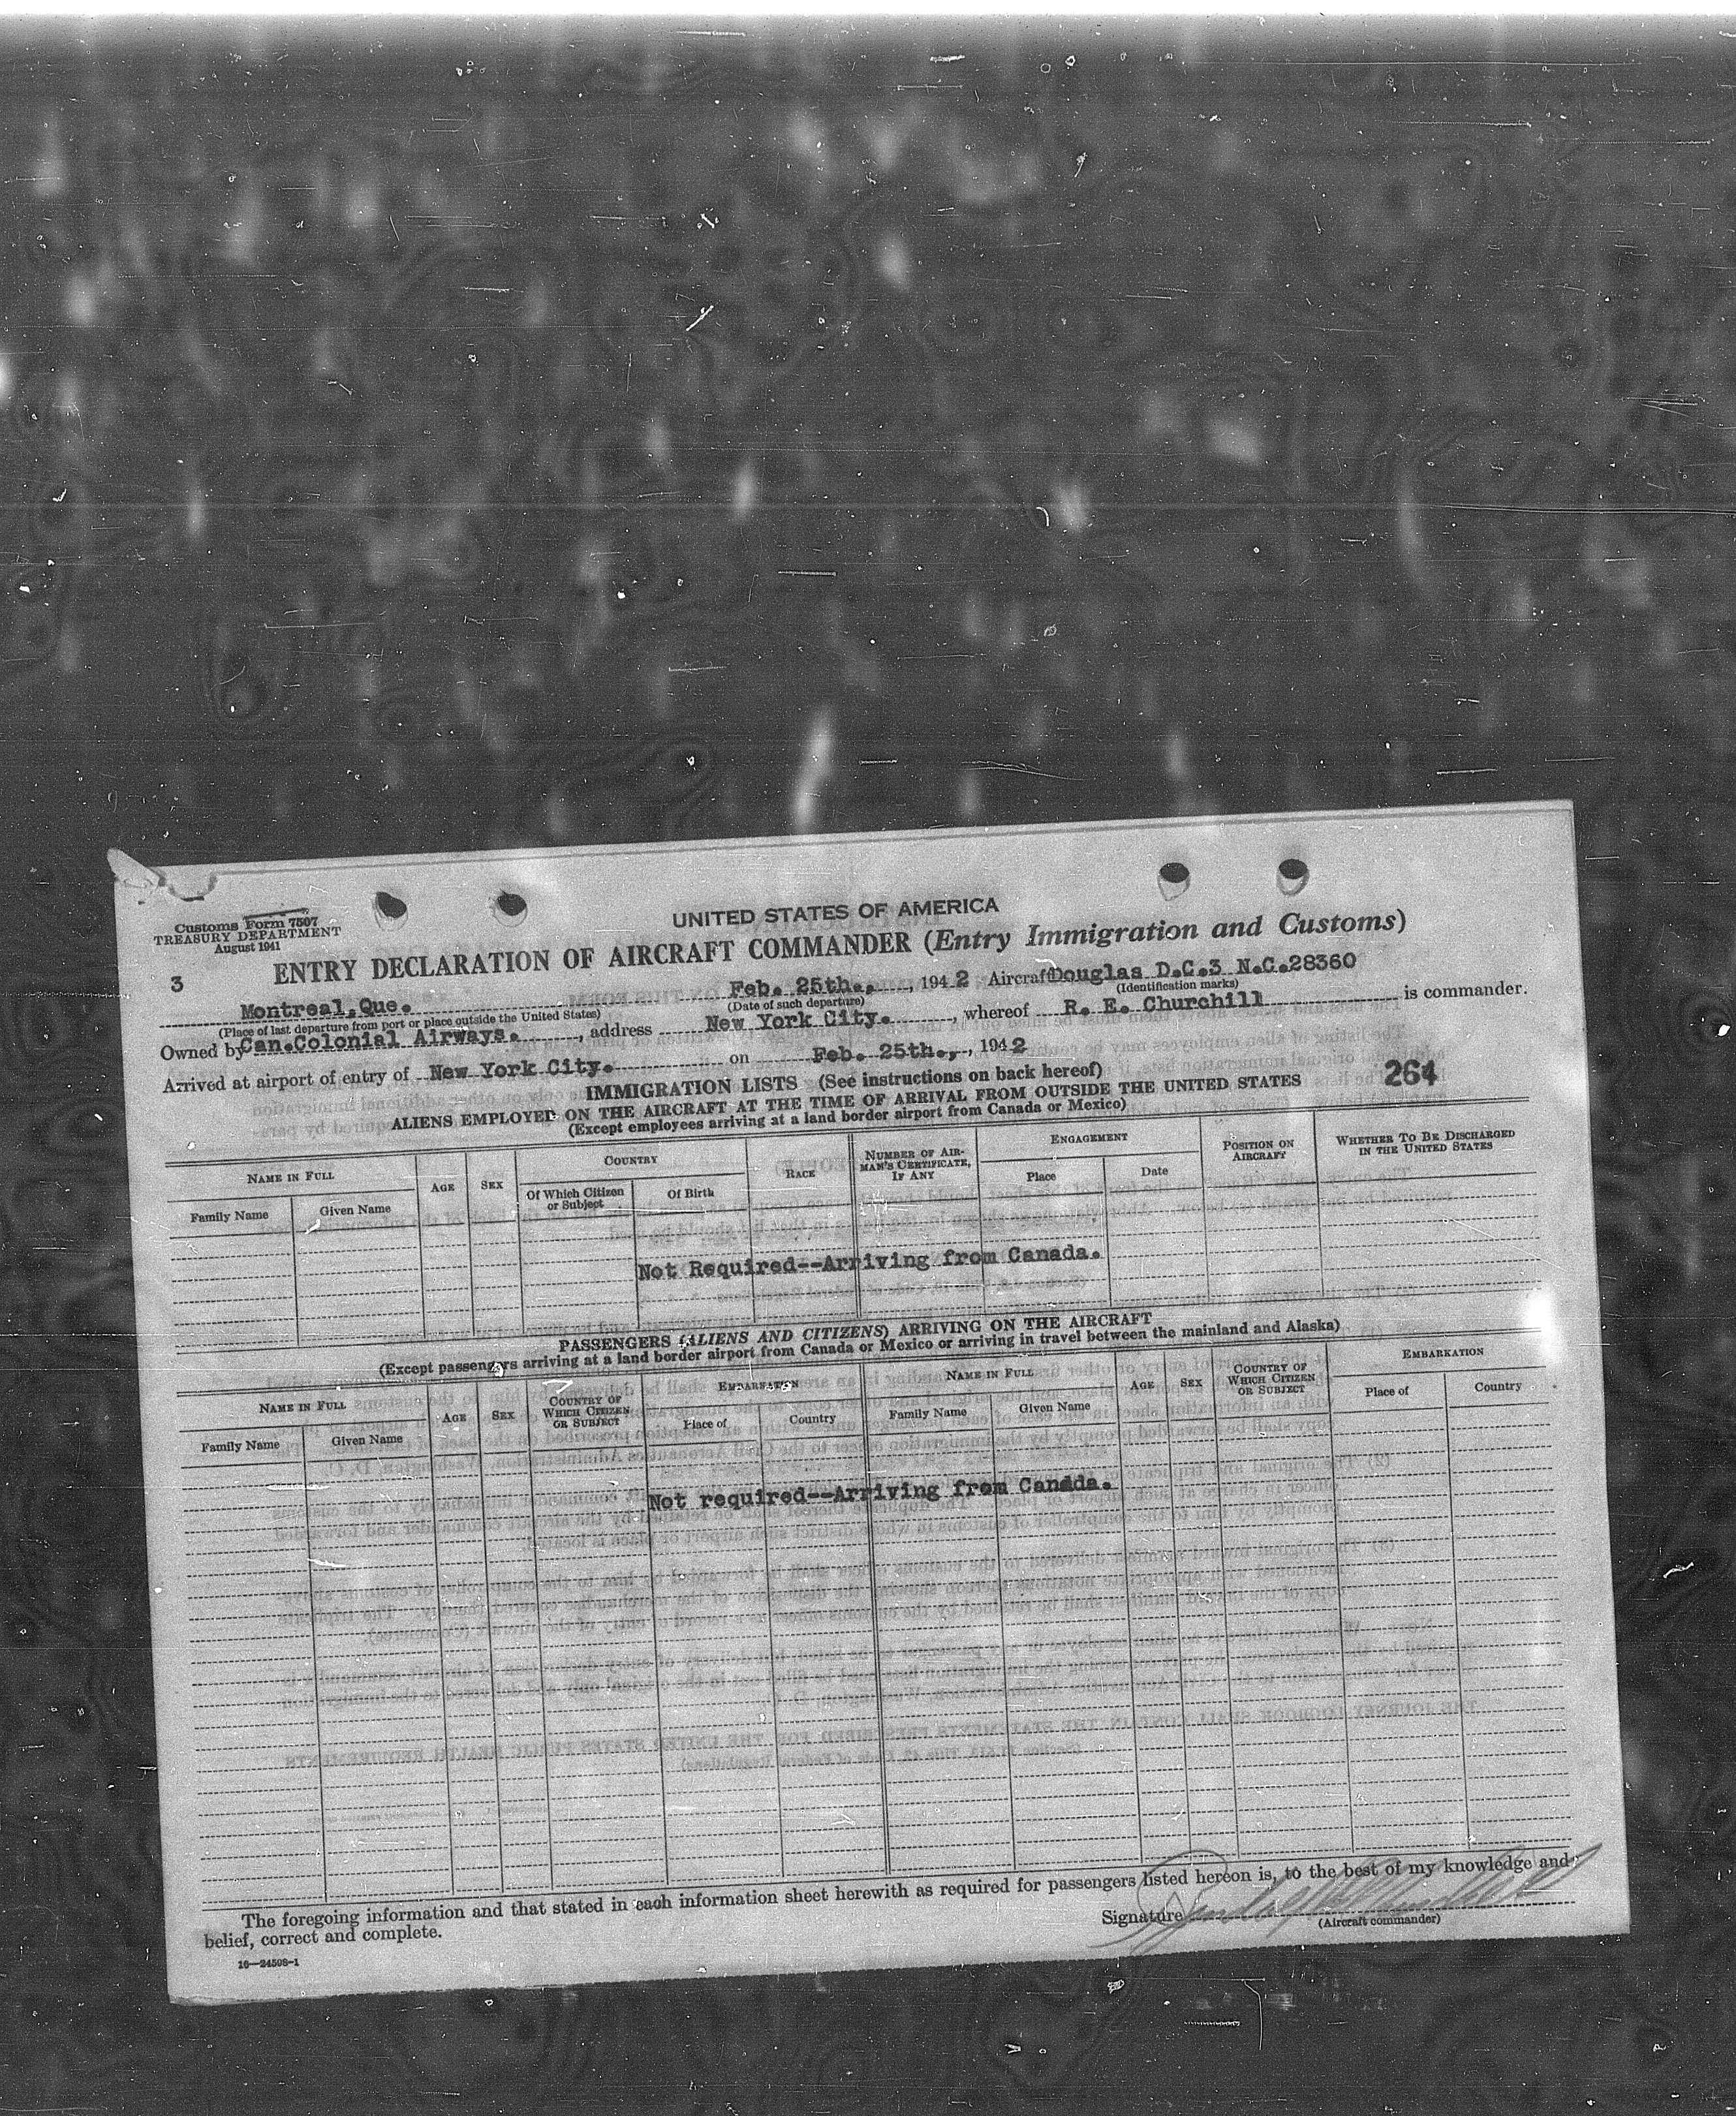 UNITED STATES OF AMERICA
Customs Form 7507
TREASURY DEPARTMENT
August 1941
ENTRY DECLARATION OF AIRCRAFT COMMANDER (Entry Immigration and Customs)
3
Montreal,Que. Feb. 25th., , 1942 Aircraft Douglas D.C.3 N.C.28360
(Place of last departure from port or place outside the United States) (Date of such departure) (Identification marks)
Owned by Can.Colonial Airways. , address New York City. , whereof R. E. Churchill is commander.
Arrived at airport of entry of New York City. on Feb. 25th., , 1942
264
IMMIGRATION LISTS (See instructions on back hereof)
ALIENS EMPLOYED ON THE AIRCRAFT AT THE TIME OF ARRIVAL FROM OUTSIDE THE UNITED STATES
(Except employees arriving at a land border airport from Canada or Mexico)
NAME IN FULL
Family Name
Given Name
AGE
SEX
COUNTRY
Of Which Citizen
or Subject
Of Birth
RACE
NUMBER OF AIR-
MAN'S CERTIFICATE,
IF ANY
ENGAGEMENT
Place
Date
POSITION ON
AIRCRAFT
WHETHER TO BE DISCHARGED
IN THE UNITED STATES
Not Required--Arriving from Canada.
PASSENGERS (ALIENS AND CITIZENS) ARRIVING ON THE AIRCRAFT
(Except passengers arriving at a land border airport from Canada or Mexico or arriving in travel between the mainland and Alaska)
NAME IN FULL
Family Name
Given Name
AGE
SEX
COUNTRY OF
WHICH CITIZEN
OR SUBJECT
EMBARKATION
Place of
Country
NAME IN FULL
Family Name
Given Name
AGE
SEX
COUNTRY OF
WHICH CITIZEN
OR SUBJECT
EMBARKATION
Place of
Country
Not required--Arriving from Canada.
The foregoing information and that stated in each information sheet herewith as required for passengers listed hereon is, to the best of my knowledge and
belief, correct and complete.
Signature
(Aircraft commander)
16—24508-1